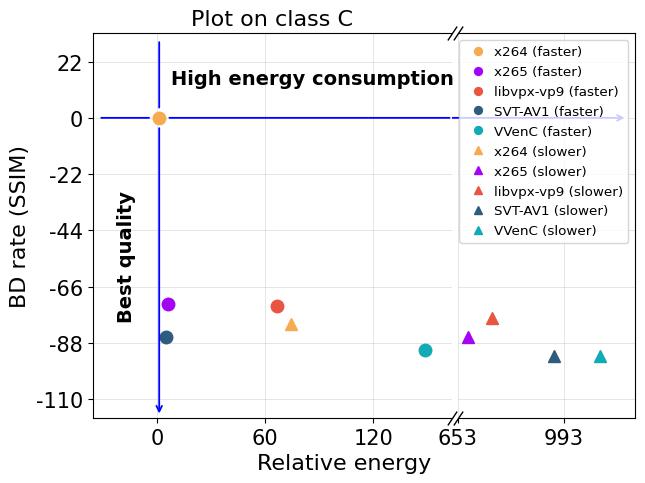 Plot on class C
High energy consumption
Best quality
BD rate (SSIM)
22
0
-22
-44
-66
-88
-110
x264 (faster)
x265 (faster)
libvpx-vp9 (faster)
SVT-AV1 (faster)
VVenC (faster)
x264 (slower)
x265 (slower)
libvpx-vp9 (slower)
SVT-AV1 (slower)
VVenC (slower)
0 60 120 653 993
Relative energy